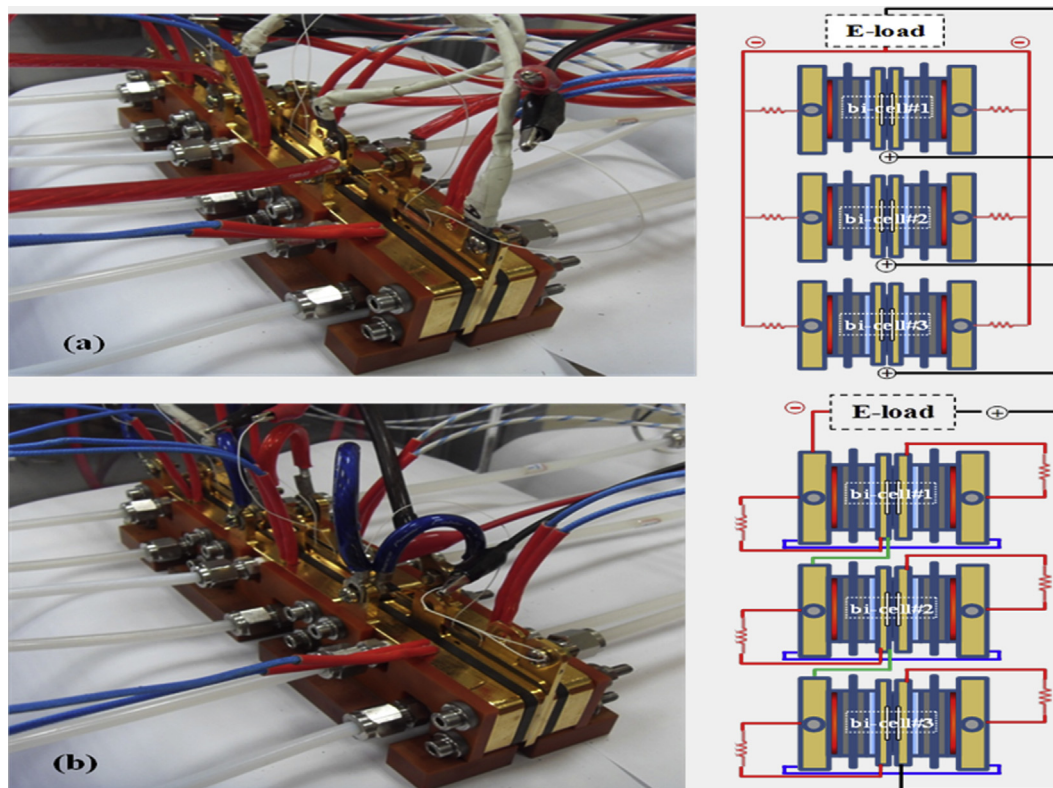 E-load
⊖ ⊖
bi-cell#1
⊕
bi-cell#2
⊕
bi-cell#3
⊕
(a)
⊖ E-load ⊕
bi-cell#1
bi-cell#2
bi-cell#3
(b)